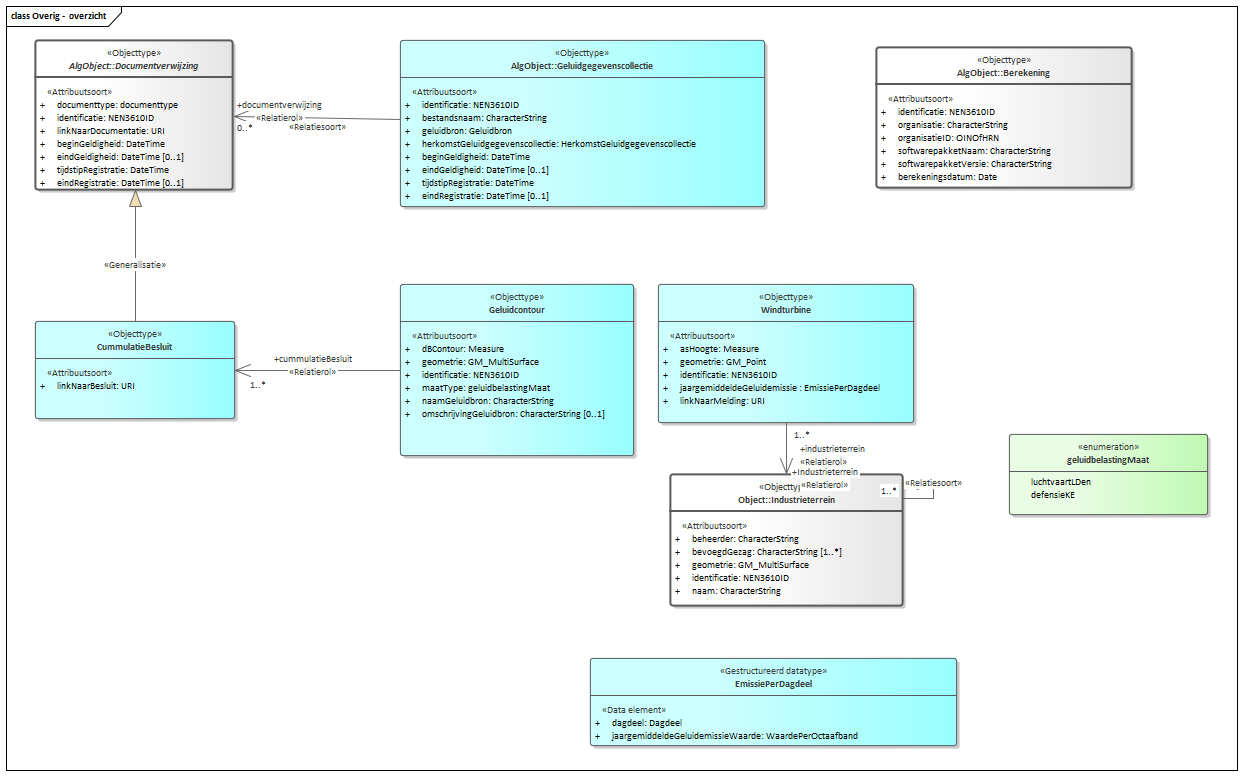 class Overig - overzicht
«Objecttype»
AlgObject::Documentverwijzing
«Attribuutsoort»
+ documenttype: documenttype
+ identificatie: NEN3610ID
+ linkNaarDocumentatie: URI
+ beginGeldigheid: DateTime
+ eindGeldigheid: DateTime [0..1]
+ tijdstipRegistratie: DateTime
+ eindRegistratie: DateTime [0..1]
+documentverwijzing
«Relatierol»
0..*
«Relatiesoort»
«Objecttype»
AlgObject::Geluidgegevenscollectie
«Attribuutsoort»
+ identificatie: NEN3610ID
+ bestandsnaam: CharacterString
+ geluidbron: Geluidbron
+ herkomstGeluidgegevenscollectie: HerkomstGeluidgegevenscollectie
+ beginGeldigheid: DateTime
+ eindGeldigheid: DateTime [0..1]
+ tijdstipRegistratie: DateTime
+ eindRegistratie: DateTime [0..1]
«Objecttype»
AlgObject::Berekening
«Attribuutsoort»
+ identificatie: NEN3610ID
+ organisatie: CharacterString
+ organisatieID: OINOfHRN
+ softwarepakketNaam: CharacterString
+ softwarepakketVersie: CharacterString
+ berekeningsdatum: Date
«Generalisatie»
«Objecttype»
CummulatieBesluit
«Attribuutsoort»
+ linkNaarBesluit: URI
+cummulatieBesluit
«Relatierol»
1..*
«Objecttype»
Geluidcontour
«Attribuutsoort»
+ dBContour: Measure
+ geometrie: GM_MultiSurface
+ identificatie: NEN3610ID
+ maatType: geluidbelastingMaat
+ naamGeluidbron: CharacterString
+ omschrijvingGeluidbron: CharacterString [0..1]
«Objecttype»
Windturbine
«Attribuutsoort»
+ asHoogte: Measure
+ geometrie: GM_Point
+ identificatie: NEN3610ID
+ jaargemiddeldeGeluidemissie : EmissiePerDagdeel
+ linkNaarMelding: URI
1..*
+industrieterrein
«Relatierol»
+Industrieterrein
«Relatierol»
1..*
«Relatiesoort»
«Objectty
Object::Industrieterrein
«Attribuutsoort»
+ beheerder: CharacterString
+ bevoegdGezag: CharacterString [1..*]
+ geometrie: GM_MultiSurface
+ identificatie: NEN3610ID
+ naam: CharacterString
«enumeration»
geluidbelastingMaat
luchtvaartLDen
defensieKE
«Gestructureerd datatype»
EmissiePerDagdeel
«Data element»
+ dagdeel: Dagdeel
+ jaargemiddeldeGeluidemissieWaarde: WaardePerOctaafband